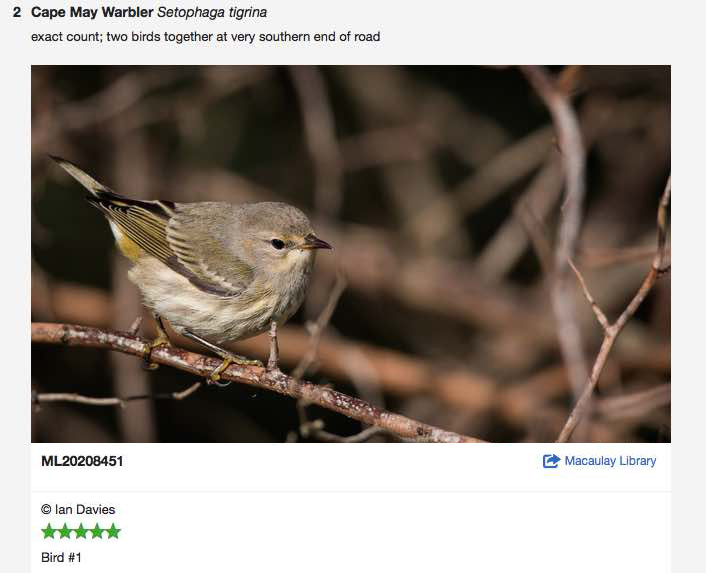 2 Cape May Warbler Setophaga tigrina
exact count; two birds together at very southern end of road
ML20208451 Macaulay Library
© Ian Davies
Bird #1